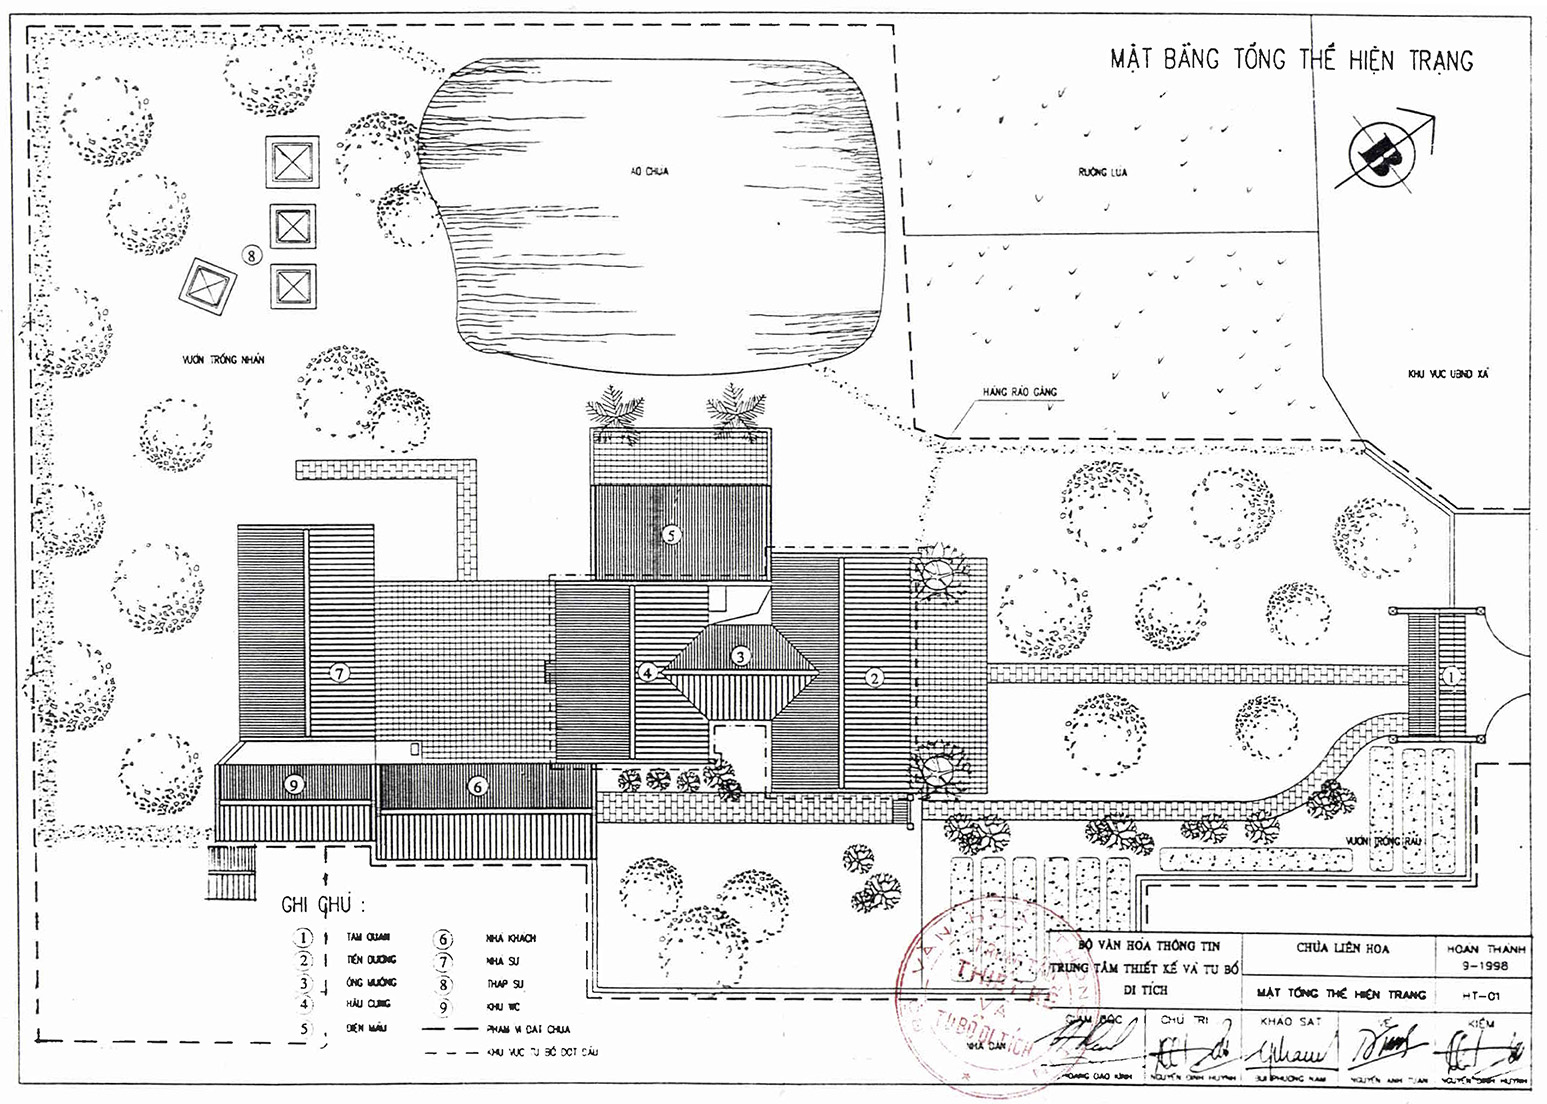 MẶT BẰNG TỔNG THỂ HIỆN TRẠNG
B
AO CHÙA
RUỘNG LÚA
8
VƯỜN TRỒNG NHÃN
KHU VỰC UBND XÃ
HÀNG RÀO GĂNG
5
7
4
3
2
1
9
6
VƯỜN TRỒNG RAU
GHI CHÚ :
1 TAM QUAN
2 TIỀN ĐƯỜNG
3 ỐNG MUỐNG
4 HẬU CUNG
5 ĐIỆN MẪU
6 NHÀ KHÁCH
7 NHÀ SƯ
8 THÁP SƯ
9 KHU WC
PHẠM VI ĐẤT CHÙA
KHU VỰC TU BỔ ĐỢT ĐẦU
NHÀ DÂN
THIẾT KẾ
VÀ
TU BỔ DI TÍCH
BỘ VĂN HÓA THÔNG TIN
TRUNG TÂM THIẾT KẾ VÀ TU BỔ
DI TÍCH
CHÙA LIÊN HOA
HOÀN THÀNH
9-1998
MẶT TỔNG THỂ HIỆN TRẠNG
HT-01
GIÁM ĐỐC
CHỦ TRÌ
KHẢO SÁT
VẼ
KIỂM
HOÀNG ĐẠO KÍNH
NGUYỄN ĐÌNH HUỲNH
BÙI PHƯƠNG NAM
NGUYỄN ANH TUẤN
NGUYỄN ĐÌNH HUỲNH